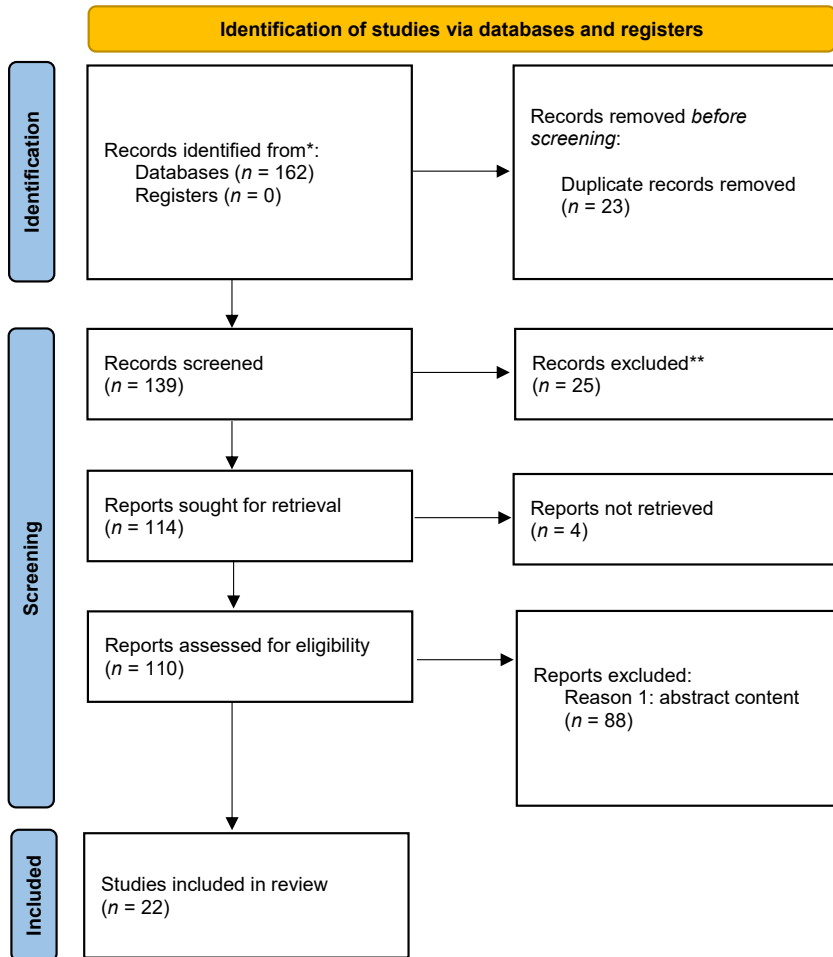 Identification of studies via databases and registers
Identification
Records identified from*:
Databases (n = 162)
Registers (n = 0)
Records removed before
screening:
Duplicate records removed
(n = 23)
Screening
Records screened
(n = 139)
Records excluded**
(n = 25)
Reports sought for retrieval
(n = 114)
Reports not retrieved
(n = 4)
Reports assessed for eligibility
(n = 110)
Reports excluded:
Reason 1: abstract content
(n = 88)
Included
Studies included in review
(n = 22)